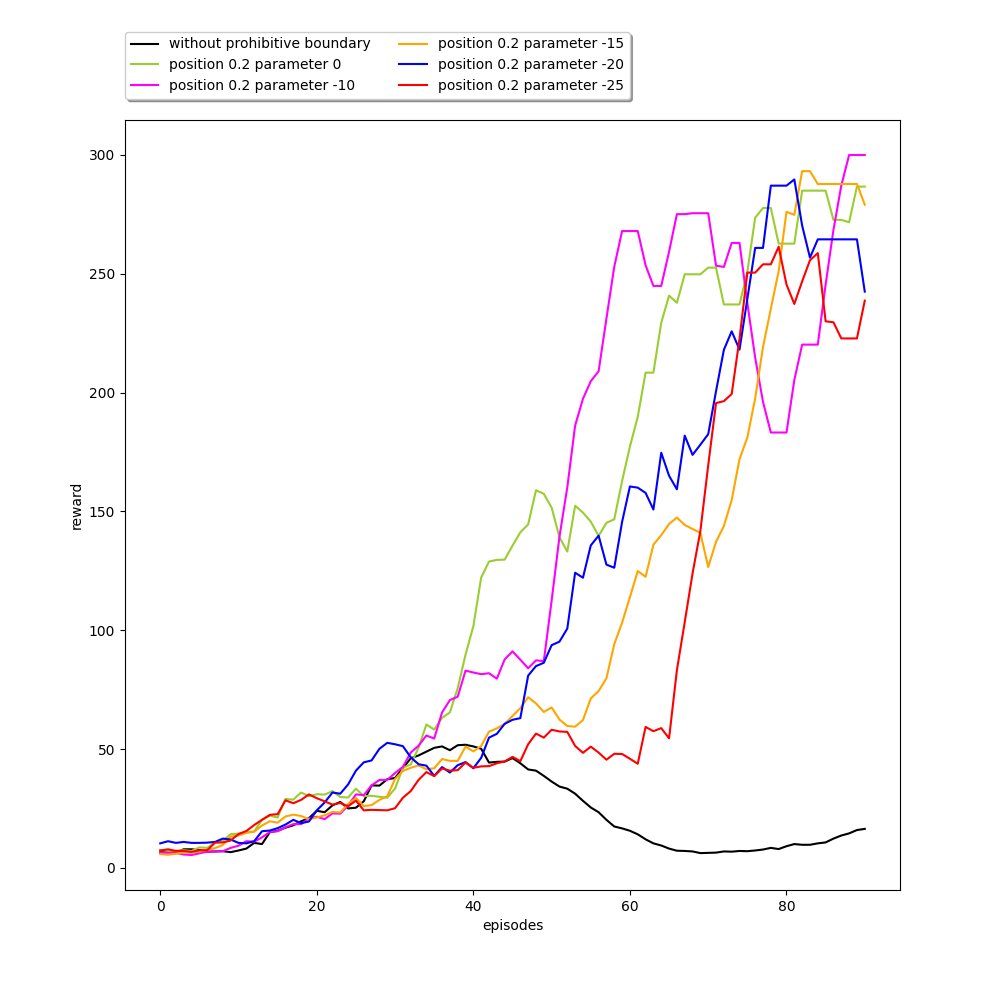 without prohibitive boundary
position 0.2 parameter 0
position 0.2 parameter -10
position 0.2 parameter -15
position 0.2 parameter -20
position 0.2 parameter -25
300
250
200
150
100
50
0
reward
0 20 40 60 80
episodes